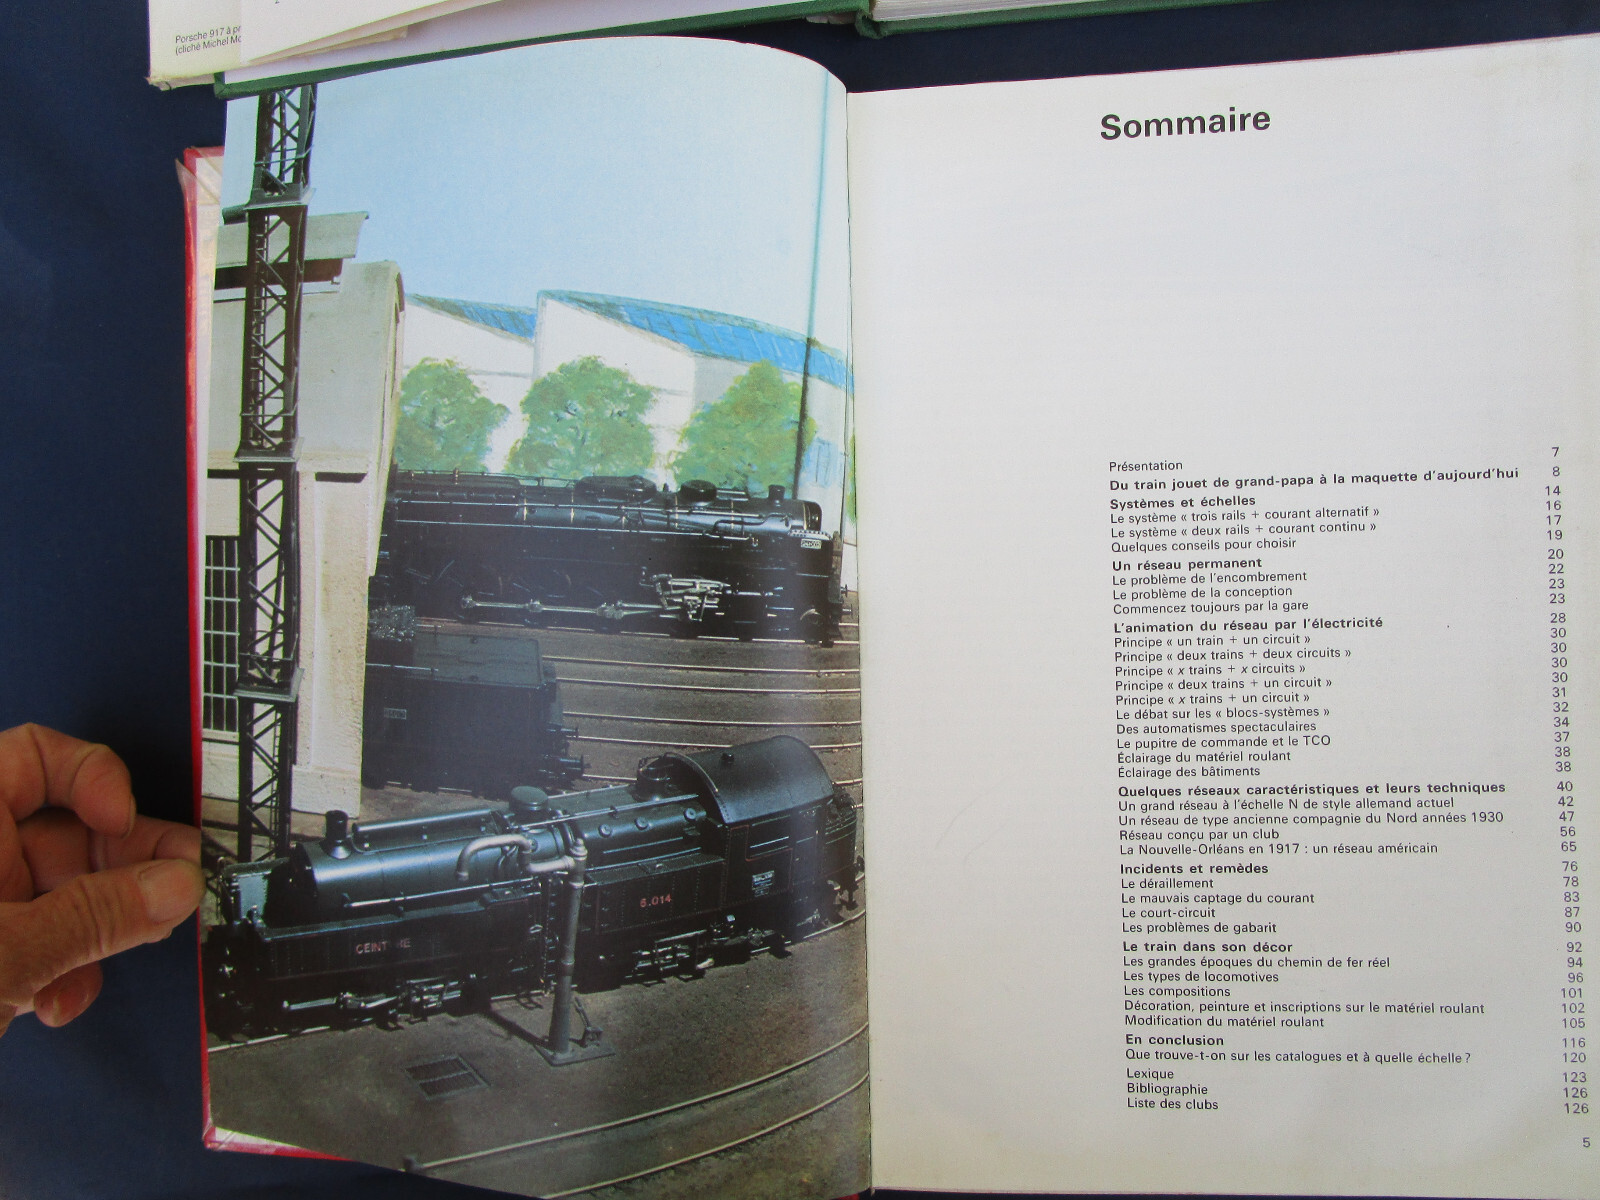 Porsche 917 à
(cliché Michel
Sommaire
Présentation 7
Du train jouet de grand-papa à la maquette d'aujourd'hui 8
Systèmes et échelles 14
Le système « trois rails + courant alternatif » 16
Le système « deux rails + courant continu » 17
Quelques conseils pour choisir 19
Un réseau permanent 20
Le problème de l'encombrement 22
Le problème de la conception 23
Commencez toujours par la gare 23
L'animation du réseau par l'électricité 28
Principe « un train + un circuit » 30
Principe « deux trains + deux circuits » 30
Principe « x trains + x circuits » 30
Principe « deux trains + un circuit » 30
Principe « x trains + un circuit » 31
Le débat sur les « blocs-systèmes » 32
Des automatismes spectaculaires 34
Le pupitre de commande et le TCO 37
Éclairage du matériel roulant 38
Éclairage des bâtiments 38
Quelques réseaux caractéristiques et leurs techniques 40
Un grand réseau à l'échelle N de style allemand actuel 42
Un réseau de type ancienne compagnie du Nord années 1930 47
Réseau conçu par un club 56
La Nouvelle-Orléans en 1917 : un réseau américain 65
Incidents et remèdes 76
Le déraillement 78
Le mauvais captage du courant 83
Le court-circuit 87
Les problèmes de gabarit 90
Le train dans son décor 92
Les grandes époques du chemin de fer réel 94
Les types de locomotives 96
Les compositions 101
Décoration, peinture et inscriptions sur le matériel roulant 102
Modification du matériel roulant 105
En conclusion 116
Que trouve-t-on sur les catalogues et à quelle échelle ? 120
Lexique 123
Bibliographie 126
Liste des clubs 126
5
6.014